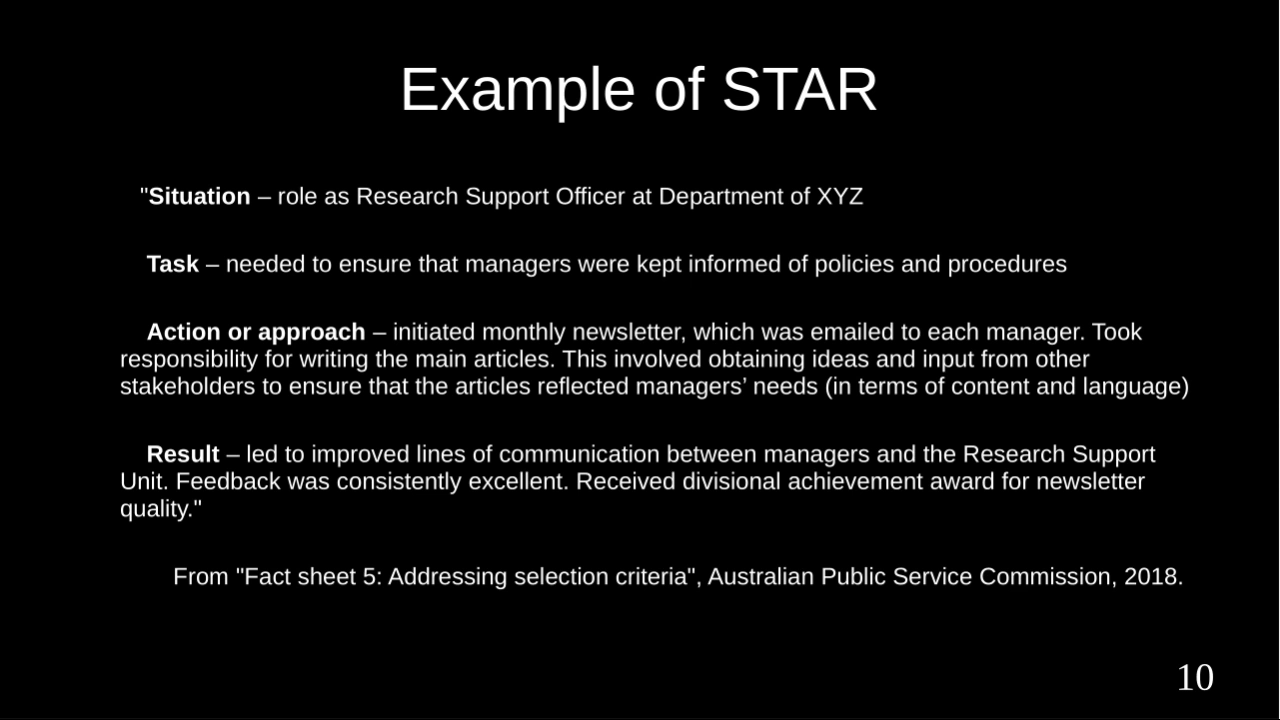 Example of STAR
"Situation – role as Research Support Officer at Department of XYZ
Task – needed to ensure that managers were kept informed of policies and procedures
Action or approach – initiated monthly newsletter, which was emailed to each manager. Took
responsibility for writing the main articles. This involved obtaining ideas and input from other
stakeholders to ensure that the articles reflected managers’ needs (in terms of content and language)
Result – led to improved lines of communication between managers and the Research Support
Unit. Feedback was consistently excellent. Received divisional achievement award for newsletter
quality."
From "Fact sheet 5: Addressing selection criteria", Australian Public Service Commission, 2018.
10